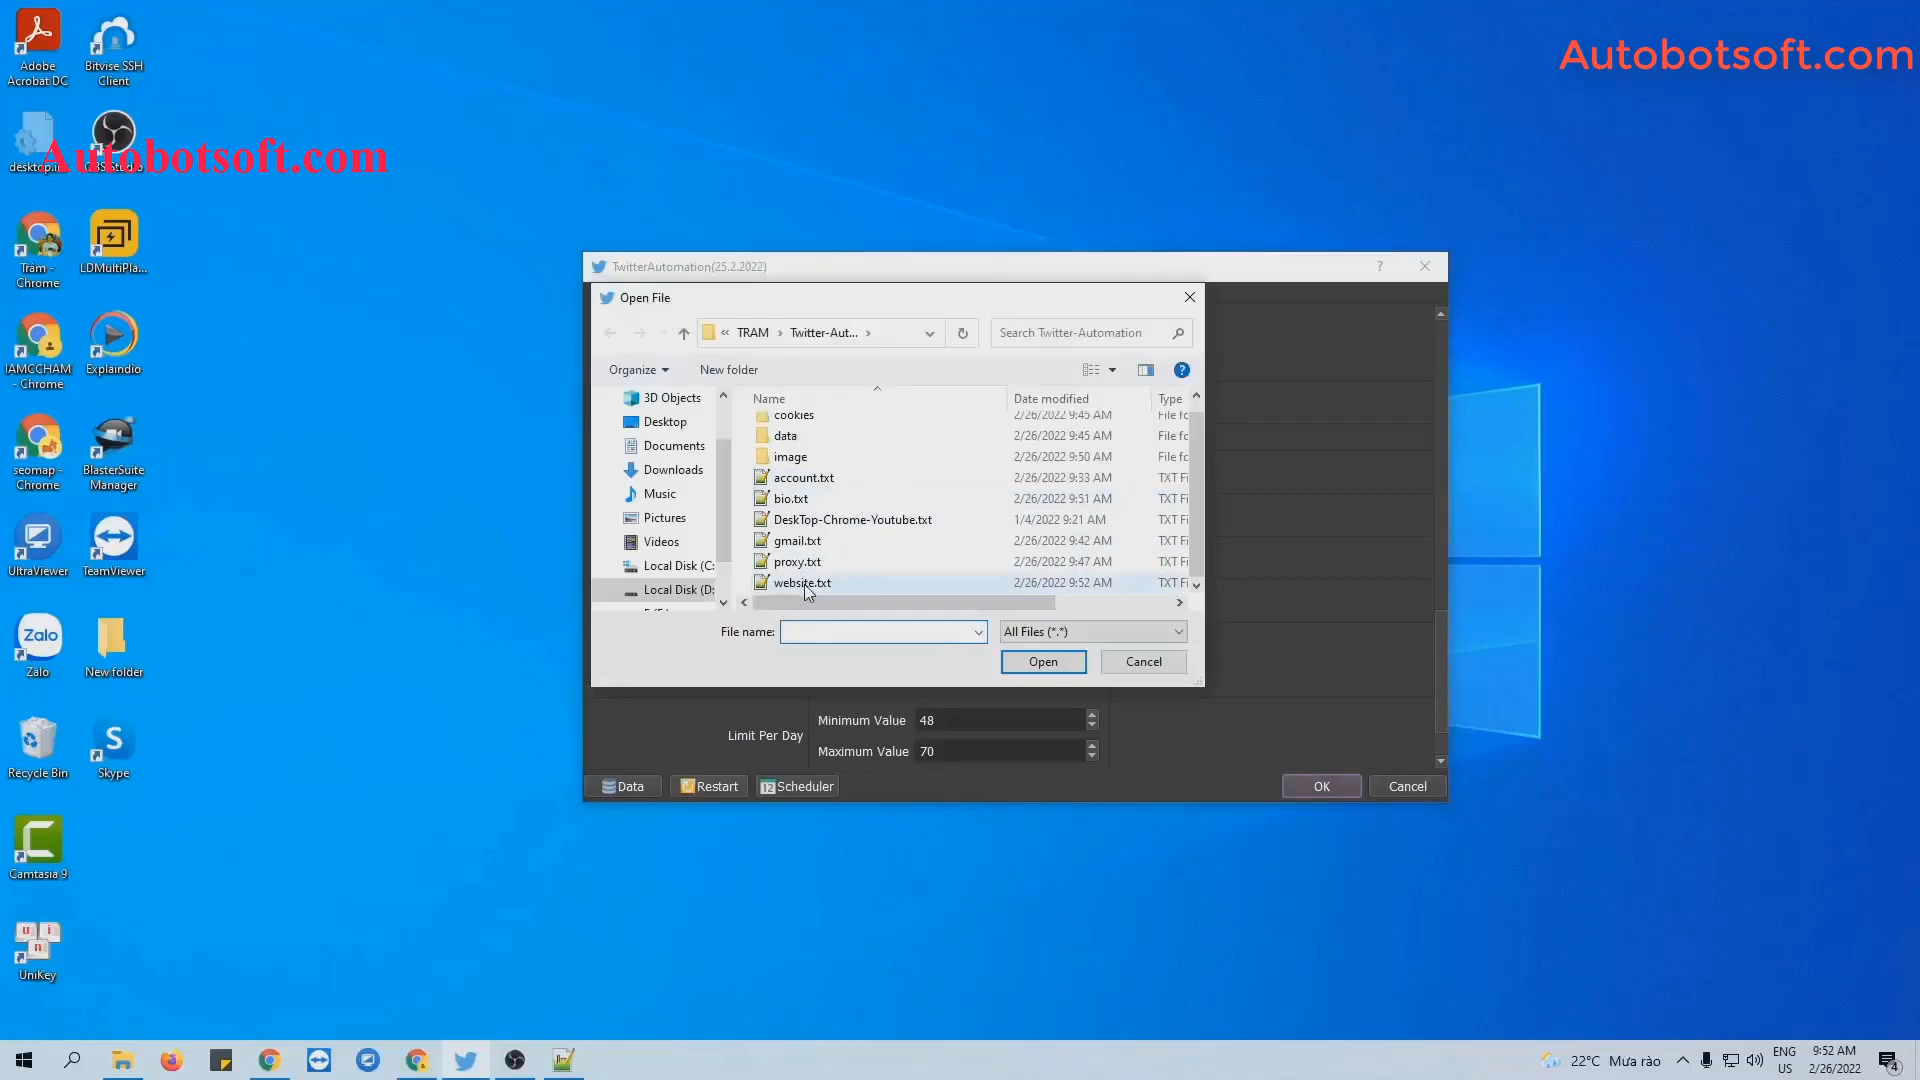 Autobotsoft.com
Autobotsoft.com
Adobe
Acrobat DC
Bitvise SSH
Client
Trâm -
Chrome
LDMultiPla...
IAMCCHAM
- Chrome
Explaindio
seomap -
Chrome
BlasterSuite
Manager
UltraViewer
TeamViewer
Zalo
Zalo
New folder
Recycle Bin
Skype
Camtasia 9
UniKey
TwitterAutomation(25.2.2022)
?
Open File
« TRAM › Twitter-Aut... ›
Search Twitter-Automation
Organize
New folder
3D Objects
Desktop
Documents
Downloads
Music
Pictures
Videos
Local Disk (C:
Local Disk (D:
Name Date modified Type
cookies 2/26/2022 9:45 AM File fc
data 2/26/2022 9:45 AM File fc
image 2/26/2022 9:50 AM File fc
account.txt 2/26/2022 9:33 AM TXT Fi
bio.txt 2/26/2022 9:51 AM TXT Fi
DeskTop-Chrome-Youtube.txt 1/4/2022 9:21 AM TXT Fi
gmail.txt 2/26/2022 9:42 AM TXT Fi
proxy.txt 2/26/2022 9:47 AM TXT Fi
website.txt 2/26/2022 9:52 AM TXT Fi
File name:
All Files (*.*)
Open
Cancel
Limit Per Day
Minimum Value 48
Maximum Value 70
Data
Restart
12 Scheduler
OK
Cancel
22°C Mưa rào
ENG
US
9:52 AM
2/26/2022
4